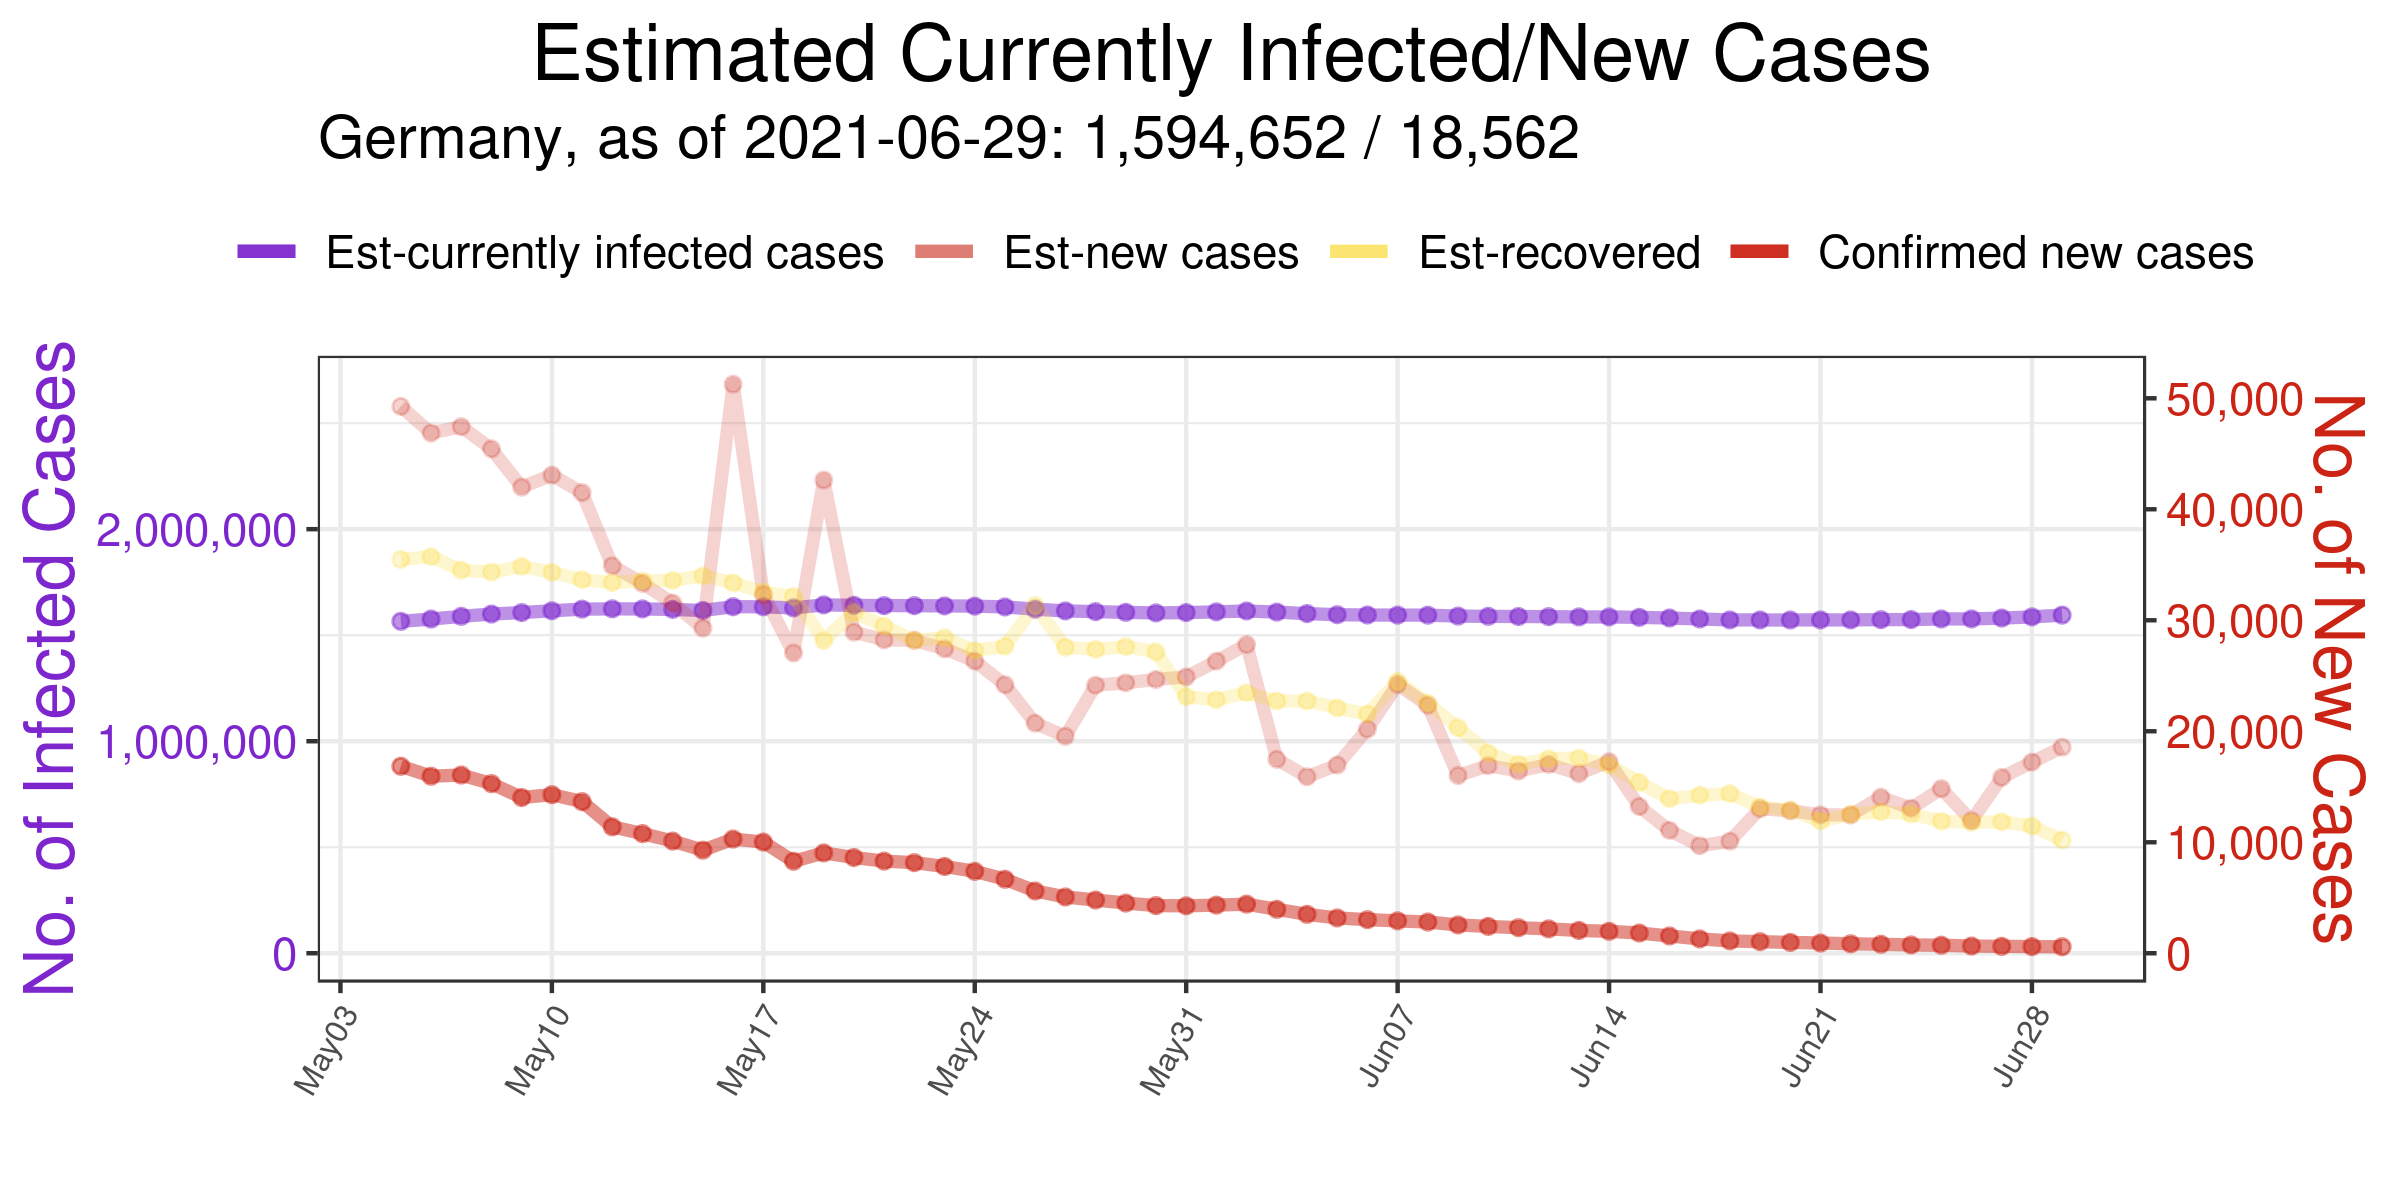 Estimated Currently Infected/New Cases
Germany, as of 2021-06-29: 1,594,652 / 18,562
Est-currently infected cases Est-new cases Est-recovered Confirmed new cases
No. of Infected Cases
2,000,000
1,000,000
0
50,000
40,000
30,000
20,000
10,000
0
No. of New Cases
May03 May10 May17 May24 May31 Jun07 Jun14 Jun21 Jun28